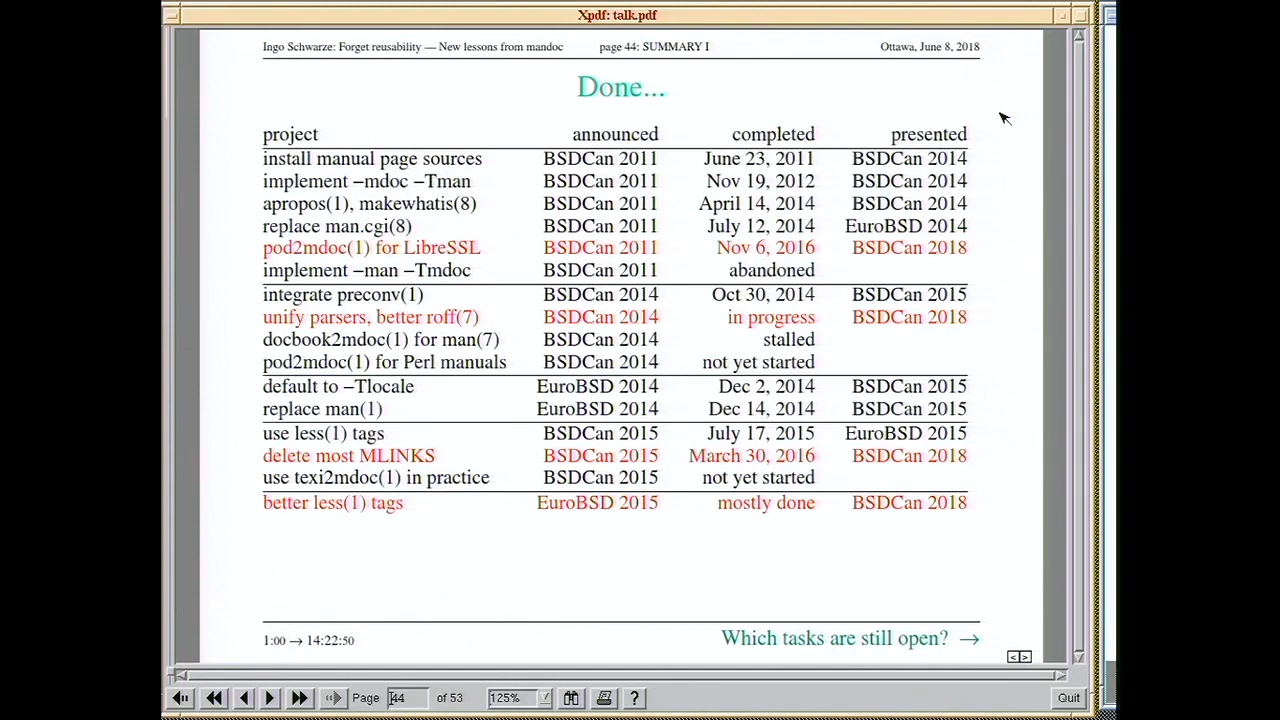 Xpdf: talk.pdf
Ingo Schwarze: Forget reusability — New lessons from mandoc page 44: SUMMARY I Ottawa, June 8, 2018
Done...
project announced completed presented
install manual page sources BSDCan 2011 June 23, 2011 BSDCan 2014
implement −mdoc −Tman BSDCan 2011 Nov 19, 2012 BSDCan 2014
apropos(1), makewhatis(8) BSDCan 2011 April 14, 2014 BSDCan 2014
replace man.cgi(8) BSDCan 2011 July 12, 2014 EuroBSD 2014
pod2mdoc(1) for LibreSSL BSDCan 2011 Nov 6, 2016 BSDCan 2018
implement −man −Tmdoc BSDCan 2011 abandoned
integrate preconv(1) BSDCan 2014 Oct 30, 2014 BSDCan 2015
unify parsers, better roff(7) BSDCan 2014 in progress BSDCan 2018
docbook2mdoc(1) for man(7) BSDCan 2014 stalled
pod2mdoc(1) for Perl manuals BSDCan 2014 not yet started
default to −Tlocale EuroBSD 2014 Dec 2, 2014 BSDCan 2015
replace man(1) EuroBSD 2014 Dec 14, 2014 BSDCan 2015
use less(1) tags BSDCan 2015 July 17, 2015 EuroBSD 2015
delete most MLINKS BSDCan 2015 March 30, 2016 BSDCan 2018
use texi2mdoc(1) in practice BSDCan 2015 not yet started
better less(1) tags EuroBSD 2015 mostly done BSDCan 2018
1:00 → 14:22:50 Which tasks are still open? →
Page 44 of 53 125% ? Quit